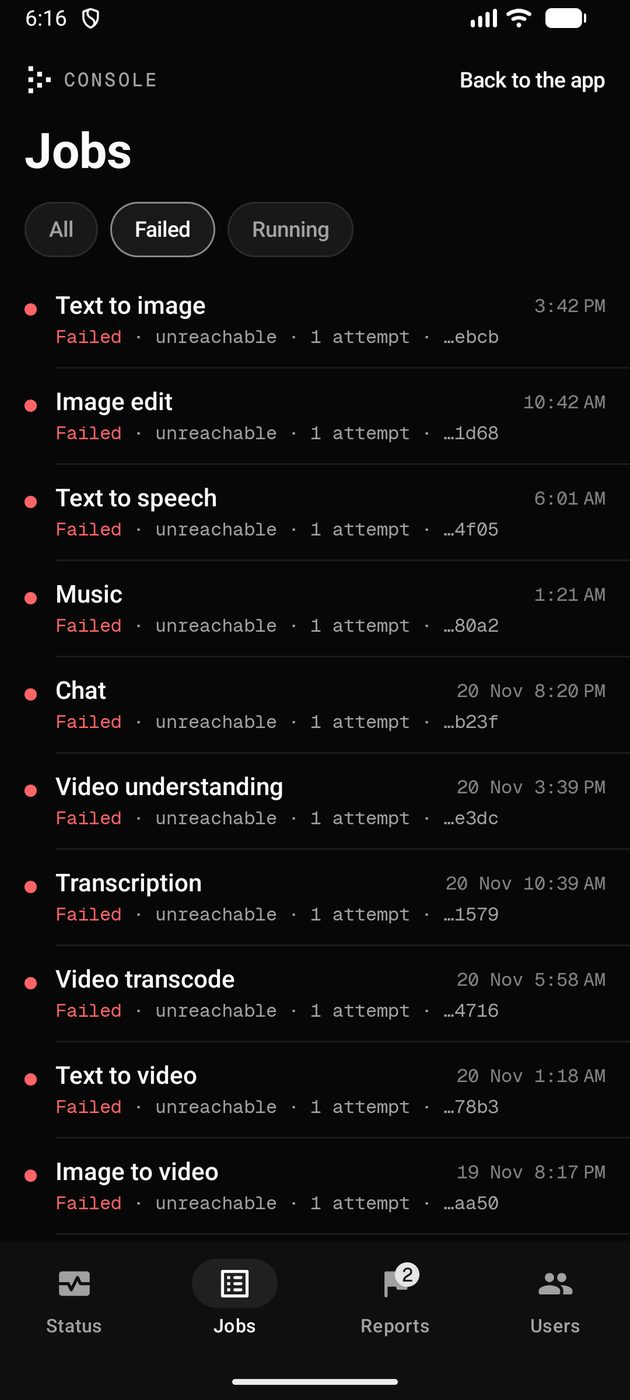 6:16
CONSOLE
Back to the app
Jobs
All
Failed
Running
Text to image 3:42 PM
Failed · unreachable · 1 attempt · …ebcb
Image edit 10:42 AM
Failed · unreachable · 1 attempt · …1d68
Text to speech 6:01 AM
Failed · unreachable · 1 attempt · …4f05
Music 1:21 AM
Failed · unreachable · 1 attempt · …80a2
Chat 20 Nov 8:20 PM
Failed · unreachable · 1 attempt · …b23f
Video understanding 20 Nov 3:39 PM
Failed · unreachable · 1 attempt · …e3dc
Transcription 20 Nov 10:39 AM
Failed · unreachable · 1 attempt · …1579
Video transcode 20 Nov 5:58 AM
Failed · unreachable · 1 attempt · …4716
Text to video 20 Nov 1:18 AM
Failed · unreachable · 1 attempt · …78b3
Image to video 19 Nov 8:17 PM
Failed · unreachable · 1 attempt · …aa50
2
Status
Jobs
Reports
Users